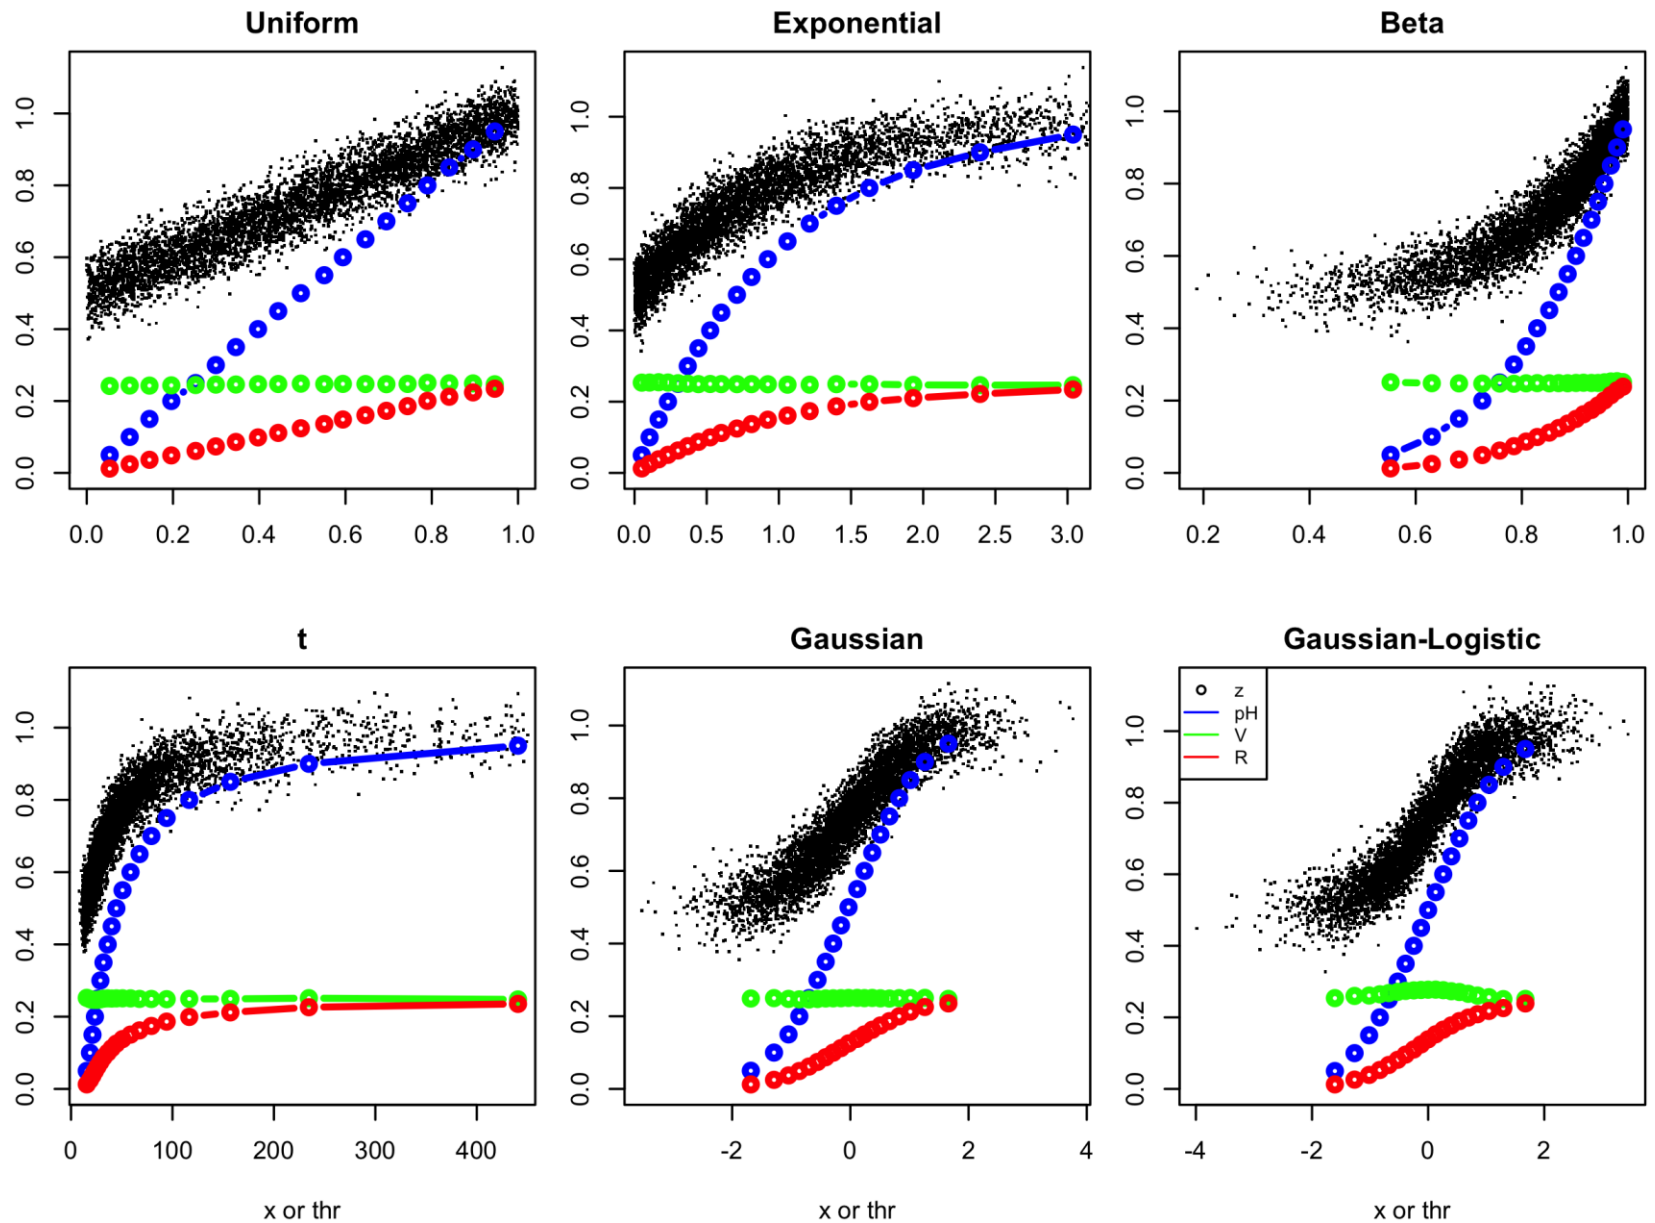 Uniform
0.0 0.2 0.4 0.6 0.8 1.0
0.0 0.2 0.4 0.6 0.8 1.0
Exponential
0.0 0.2 0.4 0.6 0.8 1.0
0.0 0.5 1.0 1.5 2.0 2.5 3.0
Beta
0.0 0.2 0.4 0.6 0.8 1.0
0.2 0.4 0.6 0.8 1.0
t
0.0 0.2 0.4 0.6 0.8 1.0
0 100 200 300 400
x or thr
Gaussian
0.0 0.2 0.4 0.6 0.8 1.0
-2 0 2 4
x or thr
Gaussian-Logistic
z
pH
V
R
0.0 0.2 0.4 0.6 0.8 1.0
-4 -2 0 2
x or thr